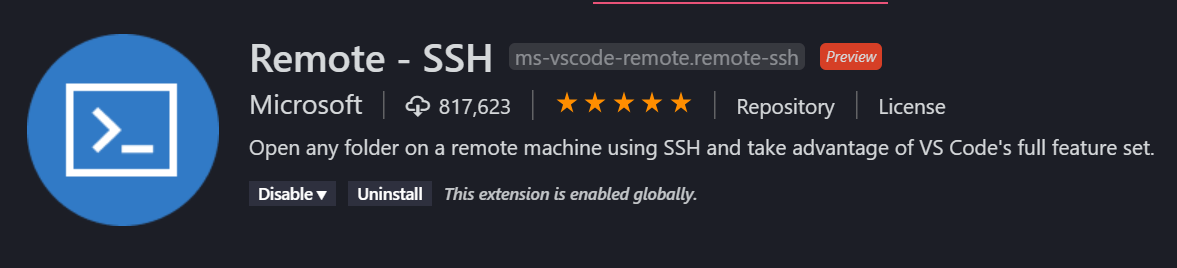 Remote - SSH ms-vscode-remote.remote-ssh Preview
Microsoft 817,623 Repository License
Open any folder on a remote machine using SSH and take advantage of VS Code's full feature set.
Disable Uninstall This extension is enabled globally.